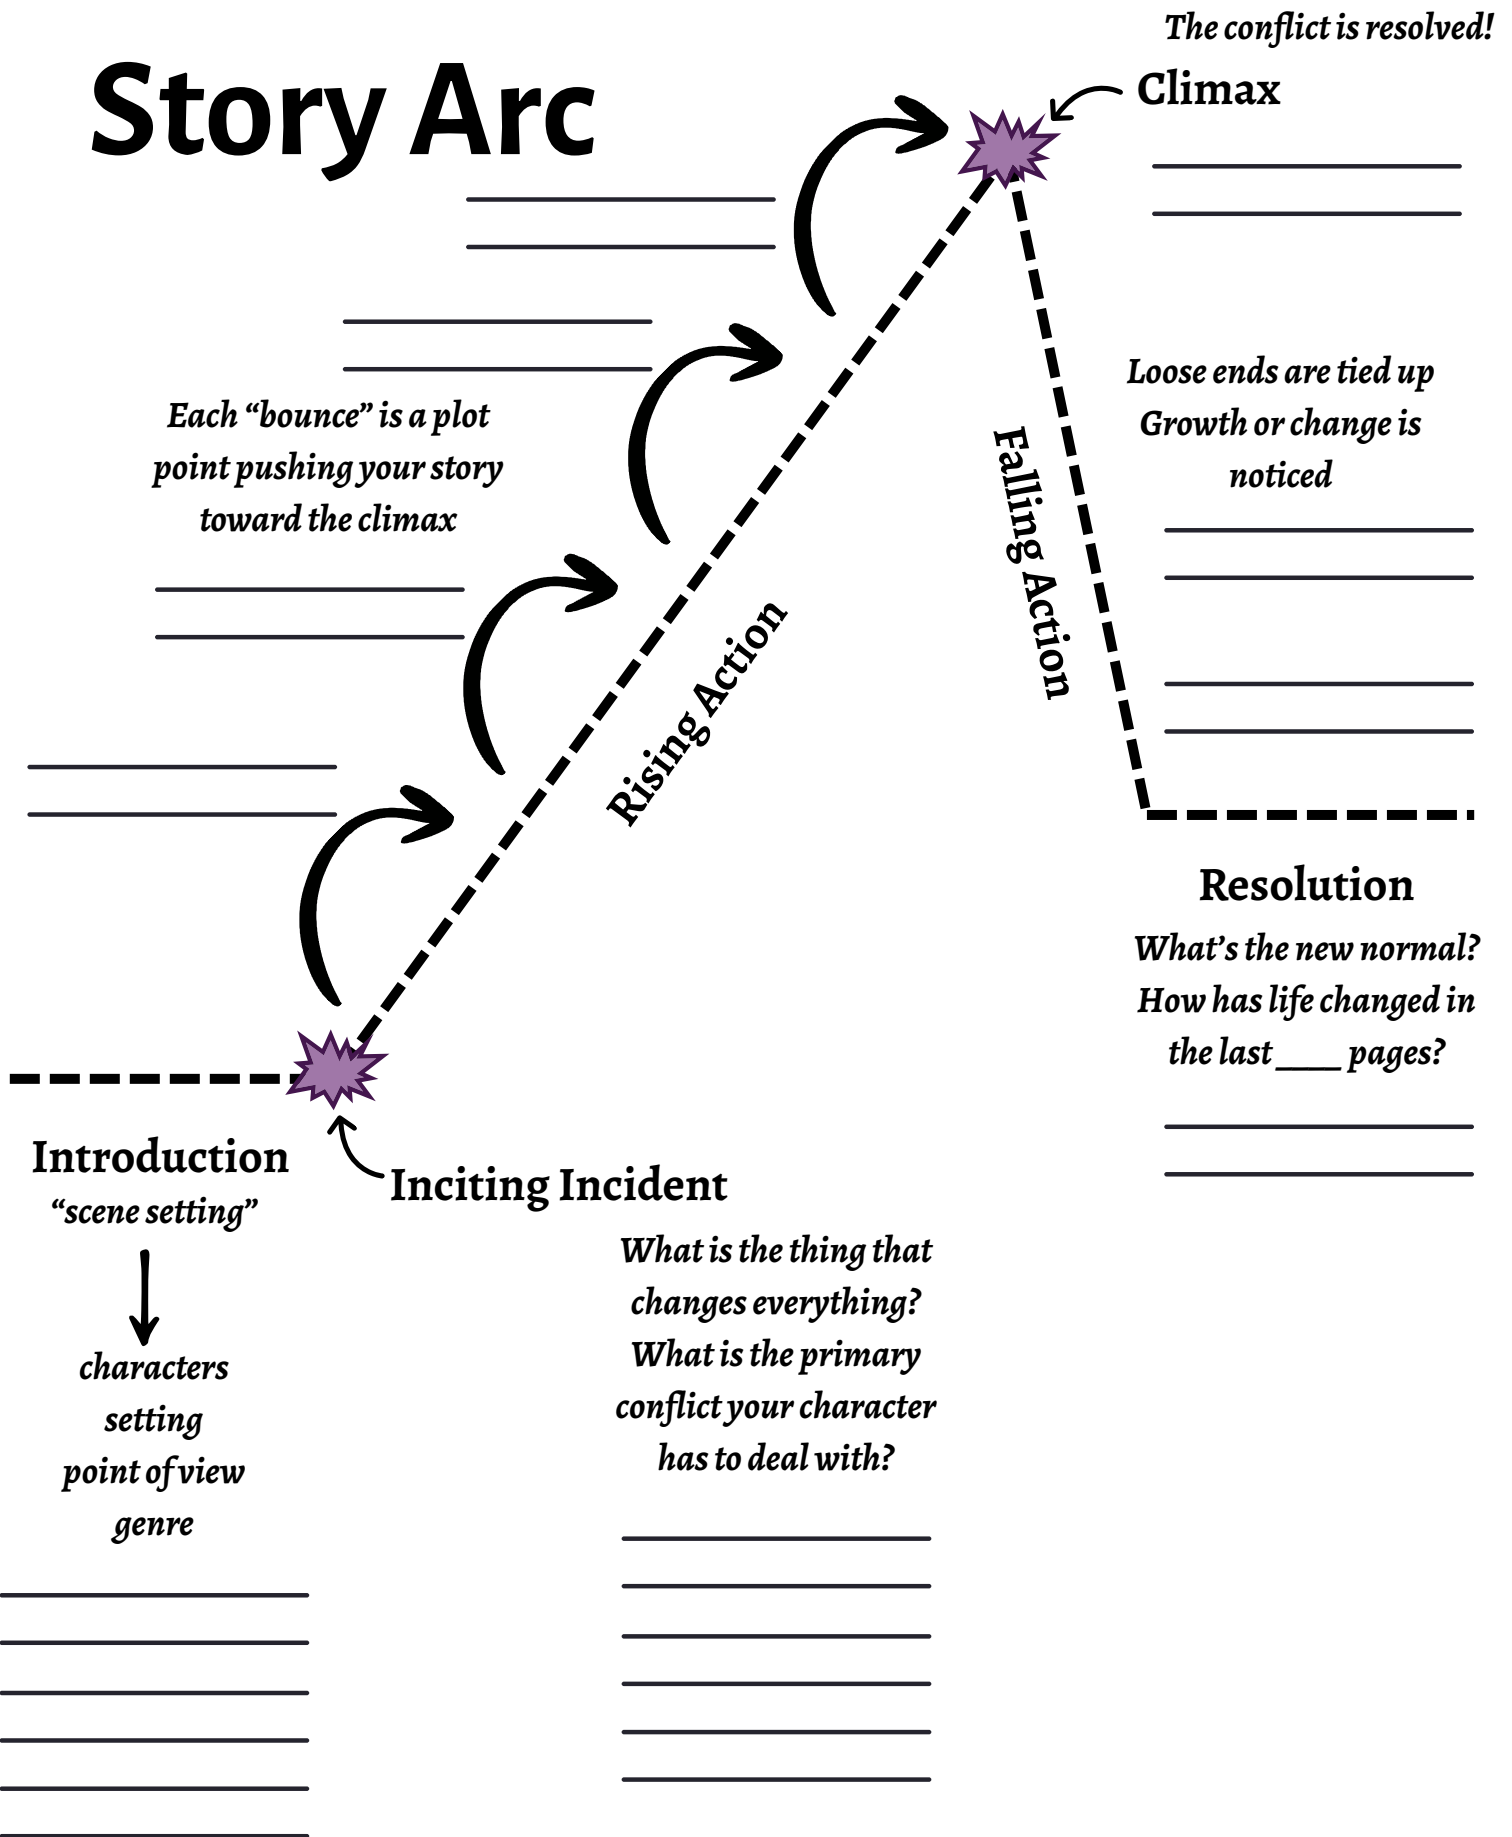 The conflict is resolved!
Story Arc
Climax
Loose ends are tied up
Growth or change is
noticed
Each “bounce” is a plot
point pushing your story
toward the climax
Falling Action
Rising Action
Resolution
What’s the new normal?
How has life changed in
the last ____ pages?
Introduction
“scene setting”
Inciting Incident
What is the thing that
changes everything?
What is the primary
conflict your character
has to deal with?
characters
setting
point of view
genre